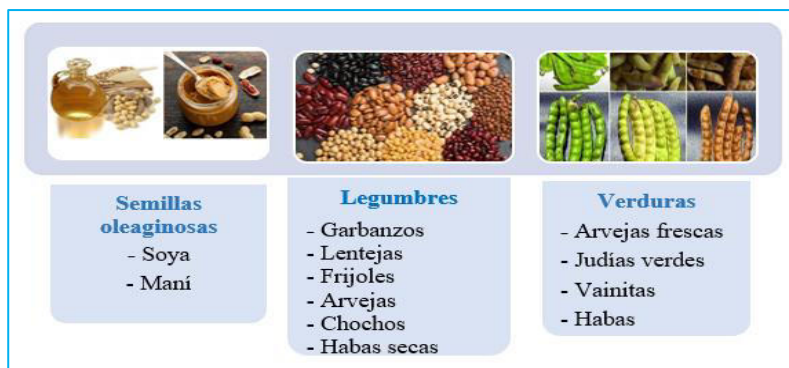 Semillas
oleaginosas
- Soya
- Maní
Legumbres
- Garbanzos
- Lentejas
- Frijoles
- Arvejas
- Chochos
- Habas secas
Verduras
- Arvejas frescas
- Judías verdes
- Vainitas
- Habas